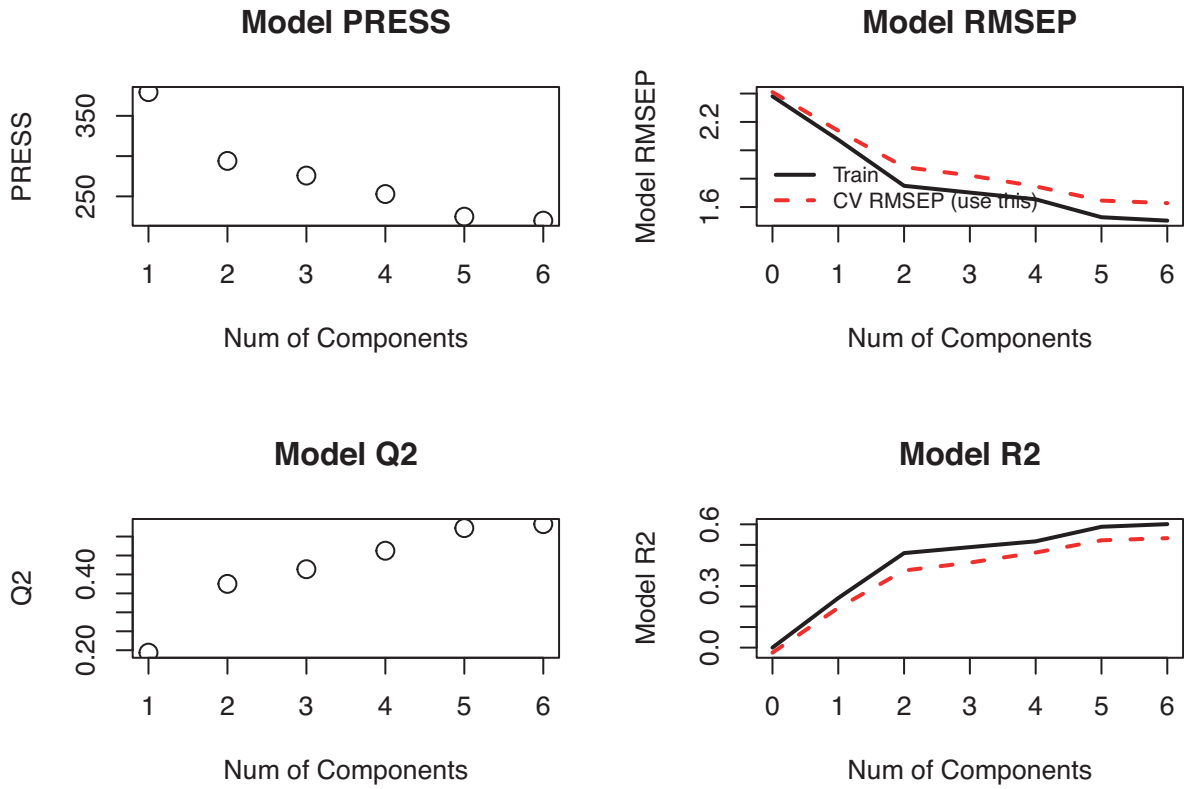 Model PRESS
PRESS
350
250
1 2 3 4 5 6
Num of Components
Model RMSEP
Model RMSEP
2.2
1.6
Train
CV RMSEP (use this)
0 1 2 3 4 5 6
Num of Components
Model Q2
Q2
0.40
0.20
1 2 3 4 5 6
Num of Components
Model R2
Model R2
0.6
0.3
0.0
0 1 2 3 4 5 6
Num of Components